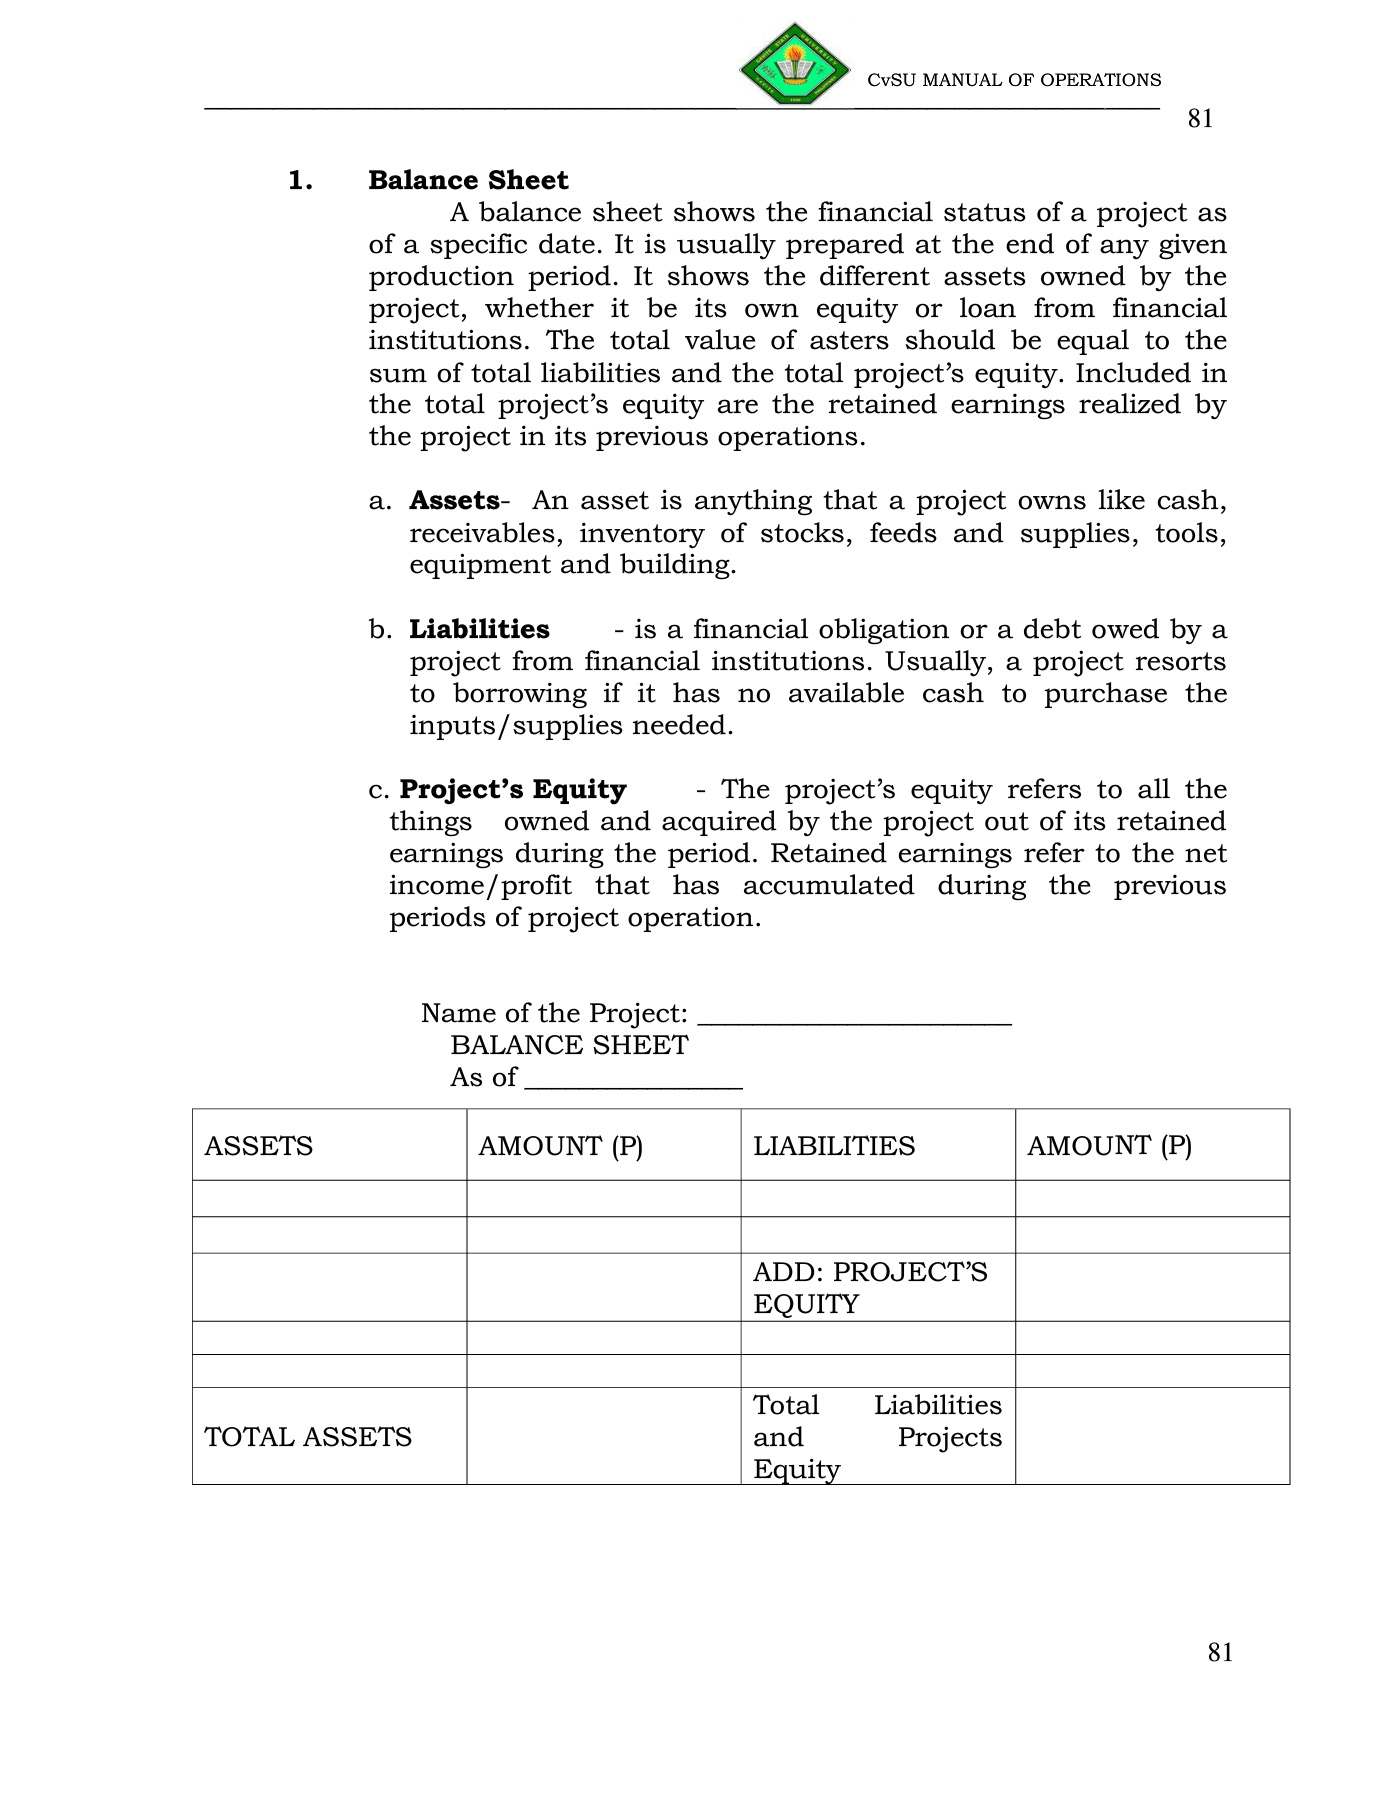 CvSU MANUAL OF OPERATIONS
81
1. Balance Sheet
A balance sheet shows the financial status of a project as
of a specific date. It is usually prepared at the end of any given
production period. It shows the different assets owned by the
project, whether it be its own equity or loan from financial
institutions. The total value of asters should be equal to the
sum of total liabilities and the total project’s equity. Included in
the total project’s equity are the retained earnings realized by
the project in its previous operations.
a. Assets- An asset is anything that a project owns like cash,
receivables, inventory of stocks, feeds and supplies, tools,
equipment and building.
b. Liabilities - is a financial obligation or a debt owed by a
project from financial institutions. Usually, a project resorts
to borrowing if it has no available cash to purchase the
inputs/supplies needed.
c. Project’s Equity - The project’s equity refers to all the
things owned and acquired by the project out of its retained
earnings during the period. Retained earnings refer to the net
income/profit that has accumulated during the previous
periods of project operation.
Name of the Project: _______________________
BALANCE SHEET
As of ________________
ASSETS AMOUNT (P) LIABILITIES AMOUNT (P)
ADD: PROJECT’S
EQUITY
TOTAL ASSETS
Total Liabilities
and Projects
Equity
81